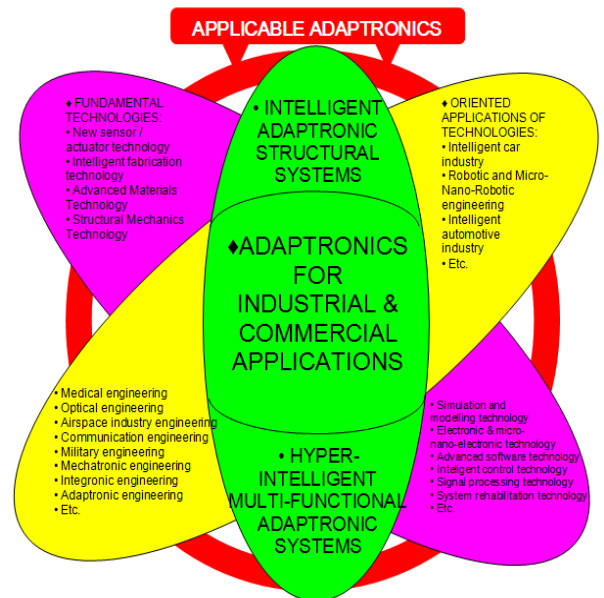 APPLICABLE ADAPTRONICS
♦ FUNDAMENTAL
TECHNOLOGIES:
• New sensor /
actuator technology
• Intelligent fabrication
technology
• Advanced Materials
Technology
• Structural Mechanics
Technology
• INTELLIGENT
ADAPTRONIC
STRUCTURAL
SYSTEMS
♦ ORIENTED
APPLICATIONS OF
TECHNOLOGIES:
• Intelligent car
industry
• Robotic and Micro-
Nano-Robotic
engineering
• Intelligent
automotive
industry
• Etc.
♦ADAPTRONICS
FOR
INDUSTRIAL &
COMMERCIAL
APPLICATIONS
• Medical engineering
• Optical engineering
• Airspace industry engineering
• Communication engineering
• Military engineering
• Mechatronic engineering
• Integronic engineering
• Adaptronic engineering
• Etc.
• HYPER-
INTELLIGENT
MULTI-FUNCTIONAL
ADAPTRONIC
SYSTEMS
• Simulation and
modelling technology
• Electronic & micro-
nano-electronic technology
• Advanced software technology
• Inteligent control technology
• Signal processing technology
• System rehabilitation technology
• Etc.